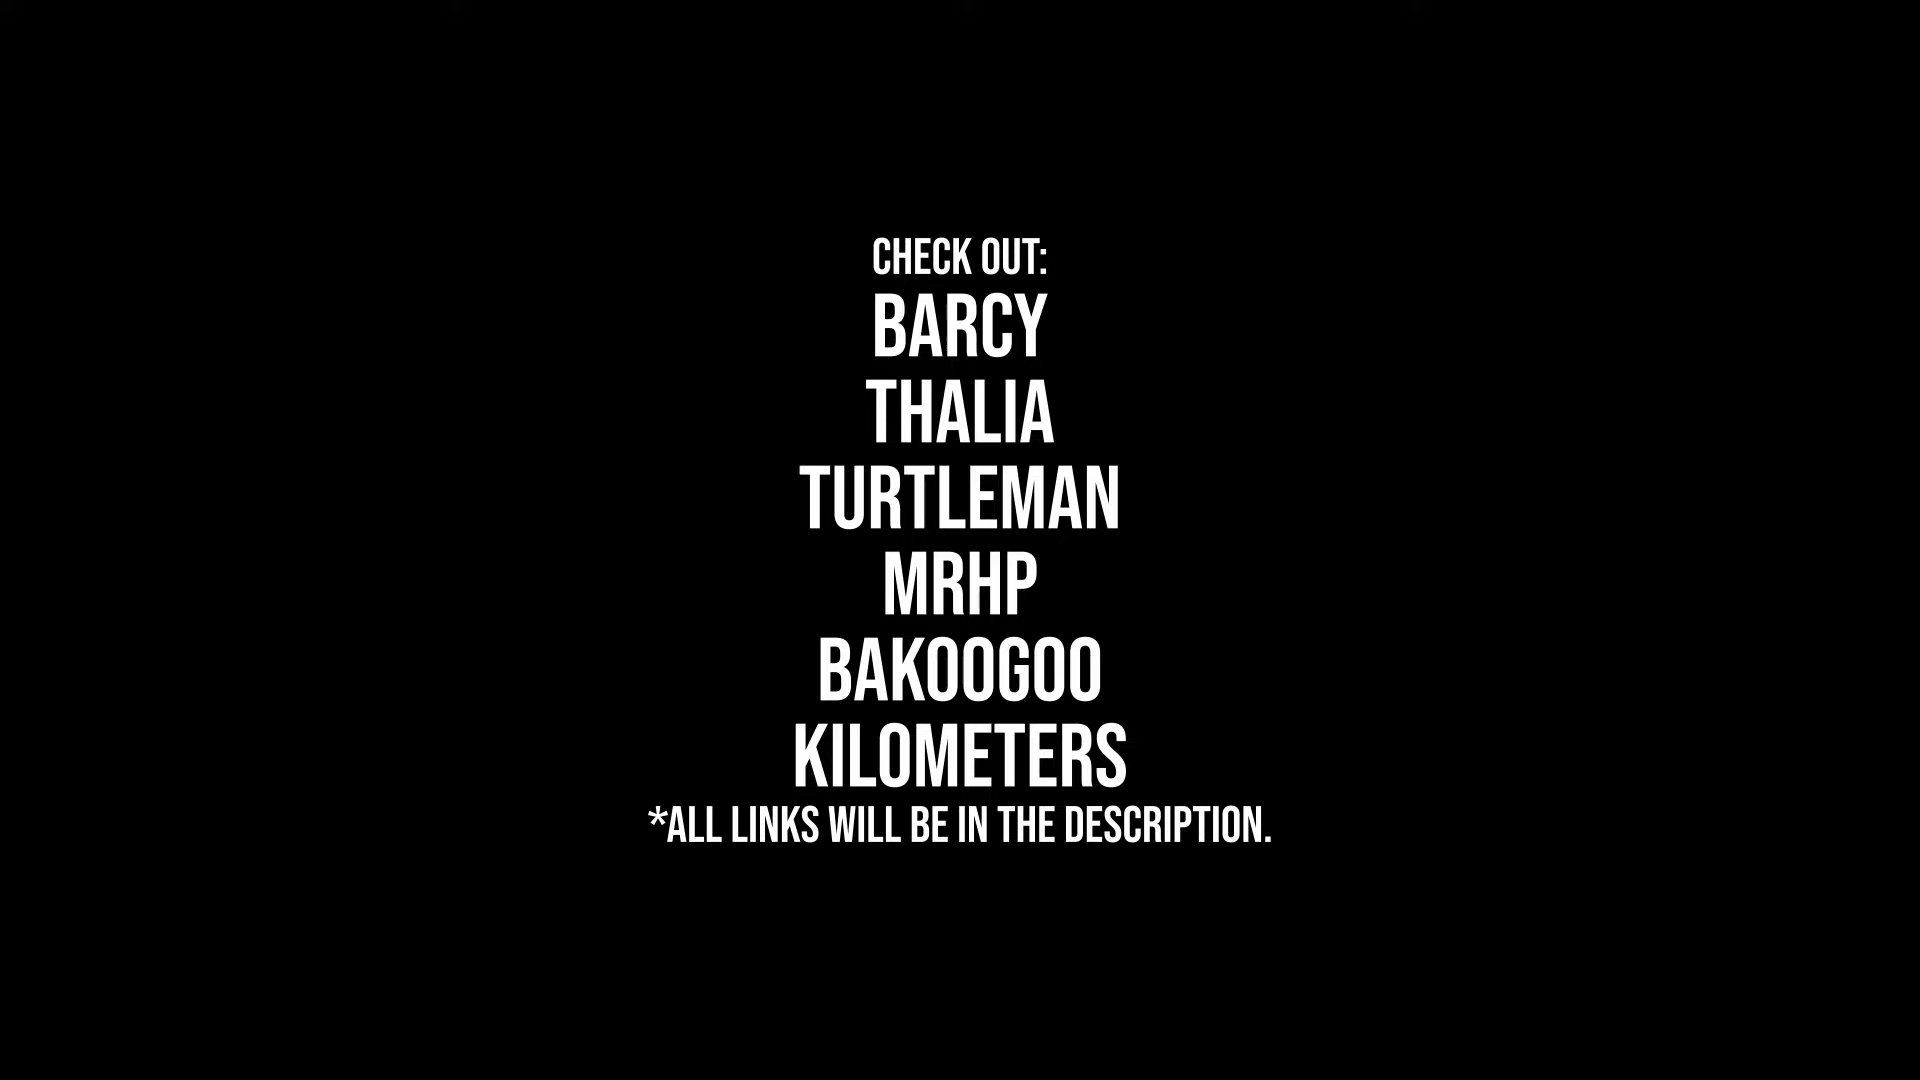 CHECK OUT:
BARCY
THALIA
TURTLEMAN
MRHP
BAKOOGOO
KILOMETERS
*ALL LINKS WILL BE IN THE DESCRIPTION.